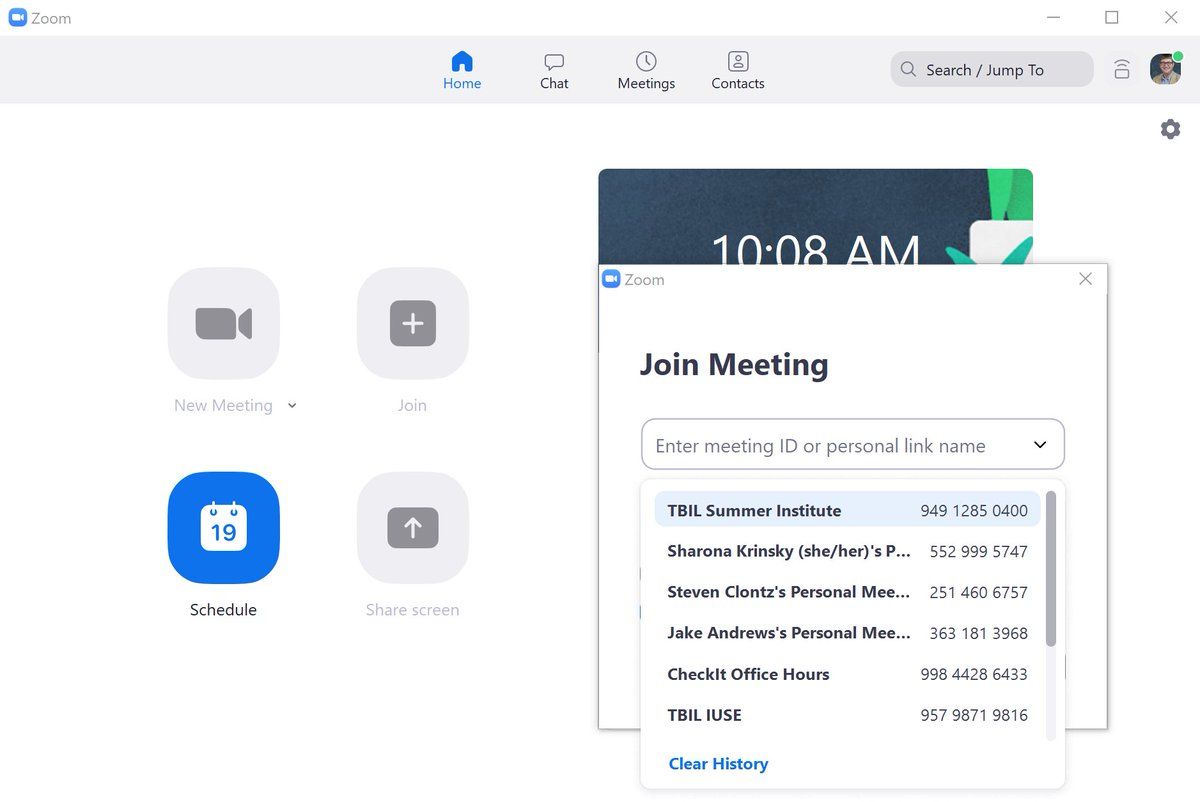 Zoom
Home
Chat
Meetings
Contacts
Search / Jump To
10:08 AM
Zoom
Join Meeting
New Meeting
Join
Enter meeting ID or personal link name
19
TBIL Summer Institute 949 1285 0400
Sharona Krinsky (she/her)'s P... 552 999 5747
Steven Clontz's Personal Mee... 251 460 6757
Schedule
Share screen
Jake Andrews's Personal Mee... 363 181 3968
CheckIt Office Hours 998 4428 6433
TBIL IUSE 957 9871 9816
Clear History